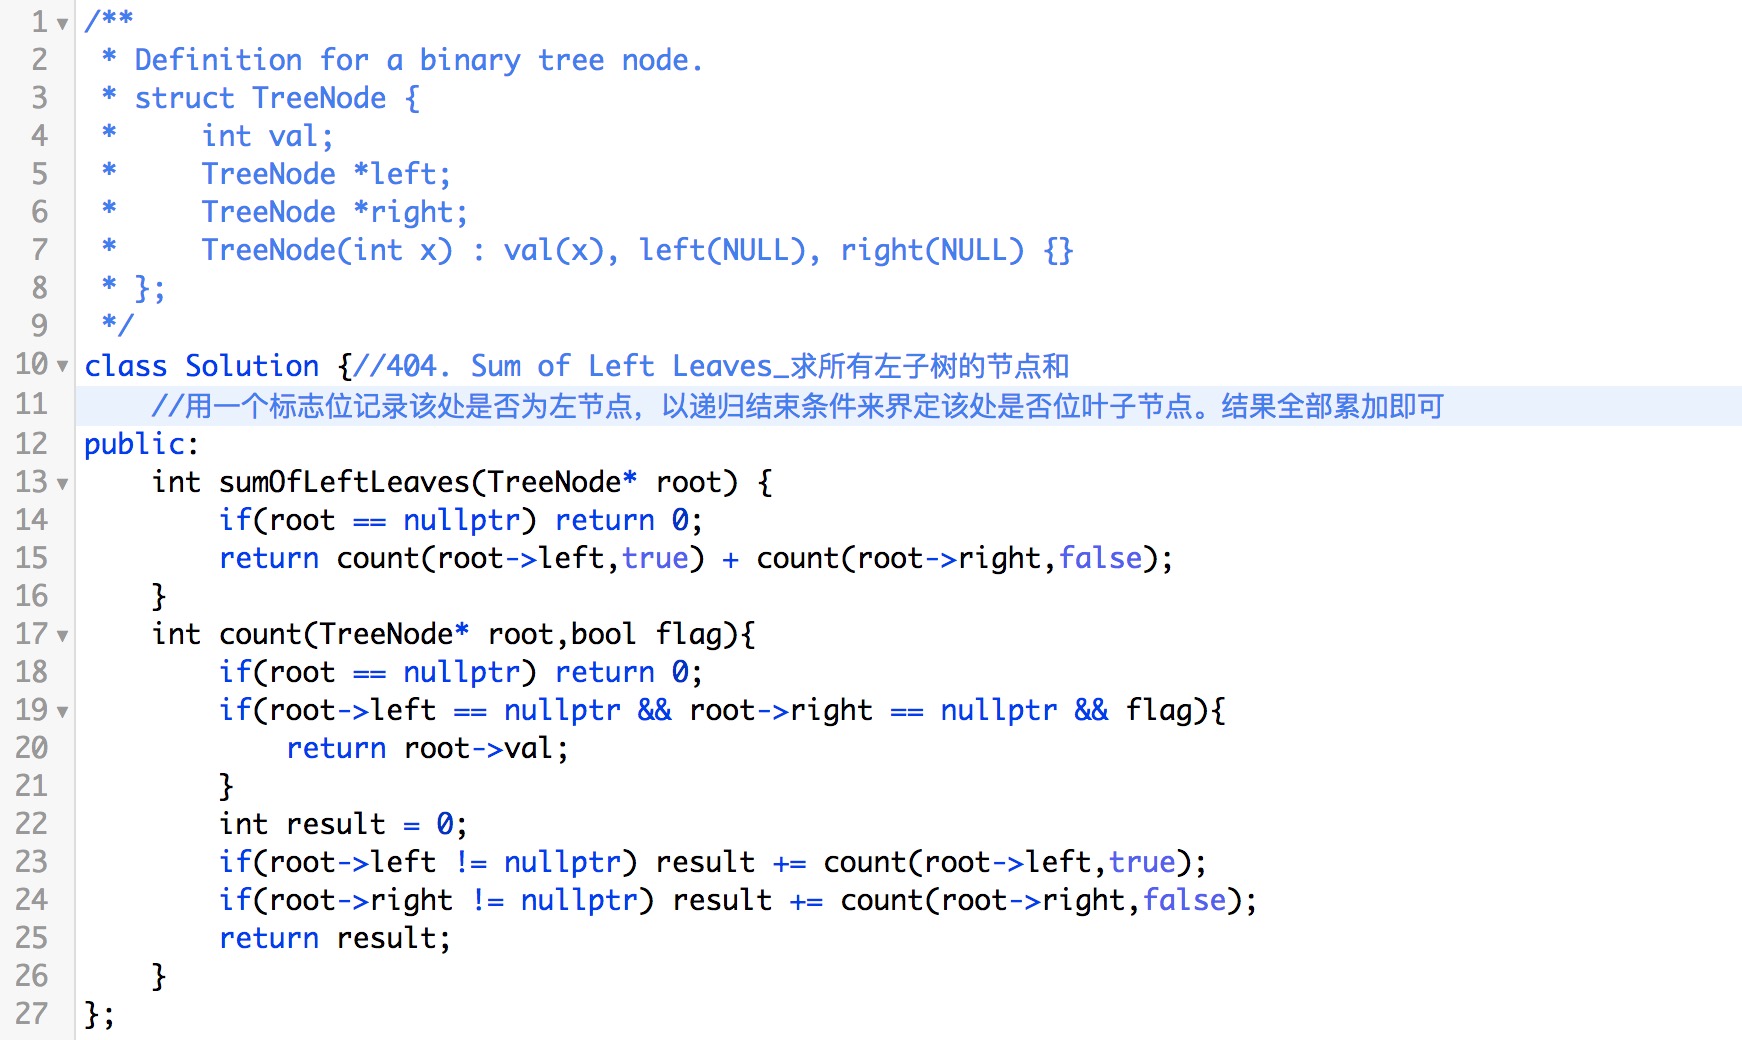 1 /**
2  * Definition for a binary tree node.
3  * struct TreeNode {
4  *     int val;
5  *     TreeNode *left;
6  *     TreeNode *right;
7  *     TreeNode(int x) : val(x), left(NULL), right(NULL) {}
8  * };
9  */
10 class Solution {//404. Sum of Left Leaves_求所有左子树的节点和
11     //用一个标志位记录该处是否为左节点，以递归结束条件来界定该处是否位叶子节点。结果全部累加即可
12 public:
13     int sumOfLeftLeaves(TreeNode* root) {
14         if(root == nullptr) return 0;
15         return count(root->left,true) + count(root->right,false);
16     }
17     int count(TreeNode* root,bool flag){
18         if(root == nullptr) return 0;
19         if(root->left == nullptr && root->right == nullptr && flag){
20             return root->val;
21         }
22         int result = 0;
23         if(root->left != nullptr) result += count(root->left,true);
24         if(root->right != nullptr) result += count(root->right,false);
25         return result;
26     }
27 };